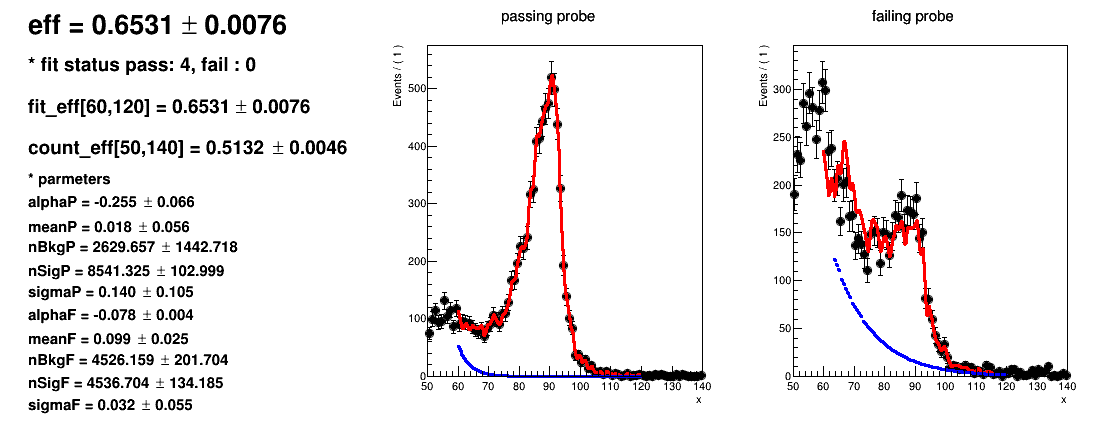 eff = 0.6531 ± 0.0076
* fit status pass: 4, fail : 0
fit_eff[60,120] = 0.6531 ± 0.0076
count_eff[50,140] = 0.5132 ± 0.0046
* parmeters
alphaP = -0.255 ± 0.066
meanP = 0.018 ± 0.056
nBkgP = 2629.657 ± 1442.718
nSigP = 8541.325 ± 102.999
sigmaP = 0.140 ± 0.105
alphaF = -0.078 ± 0.004
meanF = 0.099 ± 0.025
nBkgF = 4526.159 ± 201.704
nSigF = 4536.704 ± 134.185
sigmaF = 0.032 ± 0.055
passing probe
Events / ( 1 )
500
400
300
200
100
0
50 60 70 80 90 100 110 120 130 140
x
failing probe
Events / ( 1 )
300
250
200
150
100
50
0
50 60 70 80 90 100 110 120 130 140
x